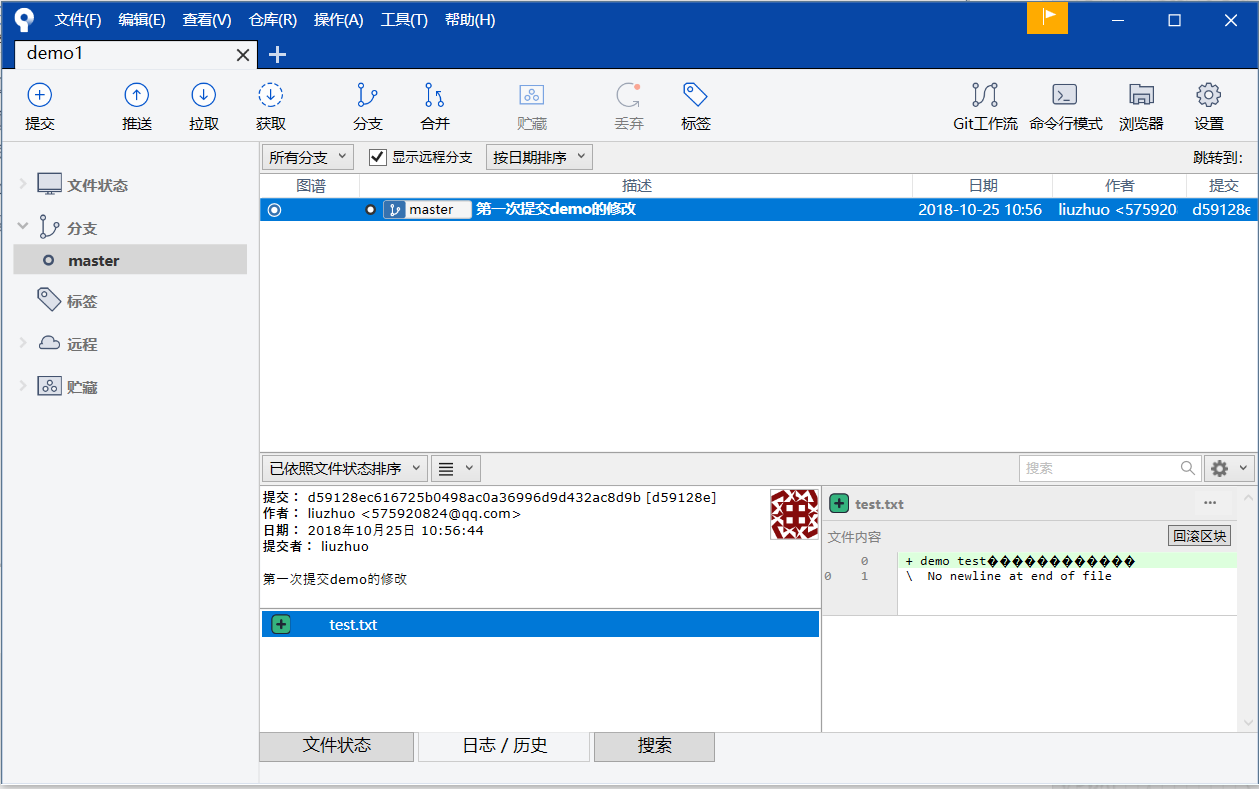 文件(F) 编辑(E) 查看(V) 仓库(R) 操作(A) 工具(T) 帮助(H)
demo1
提交 推送 拉取 获取 分支 合并 贮藏 丢弃 标签 Git工作流 命令行模式 浏览器 设置
文件状态
分支
master
标签
远程
贮藏
所有分支 显示远程分支 按日期排序 跳转到：
图谱 描述 日期 作者 提交
master 第一次提交demo的修改 2018-10-25 10:56 liuzhuo <575920 d59128e
已依照文件状态排序 搜索
提交： d59128ec616725b0498ac0a36996d9d432ac8d9b [d59128e]
作者： liuzhuo <575920824@qq.com>
日期： 2018年10月25日 10:56:44
提交者： liuzhuo
第一次提交demo的修改
test.txt
test.txt
文件内容 回滚区块
0 + demo test������������
0 1 \ No newline at end of file
文件状态 日志 / 历史 搜索